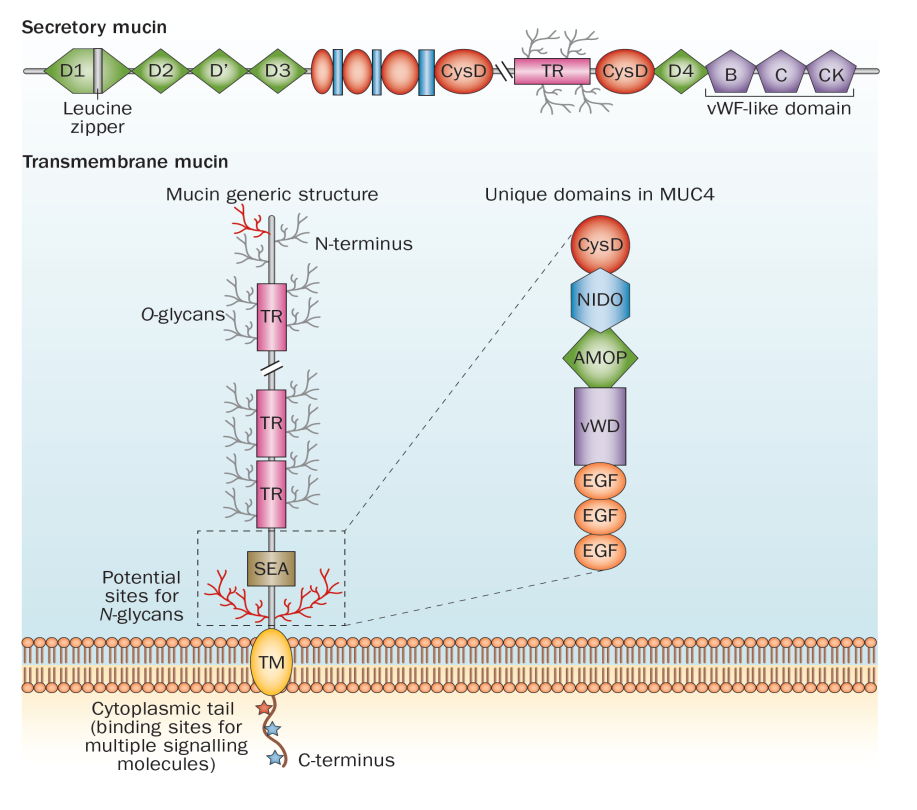 Secretory mucin
D1 D2 D' D3 CysD TR CysD D4 B C CK
Leucine
zipper
vWF-like domain
Transmembrane mucin
Mucin generic structure
N-terminus
O-glycans
TR
TR
TR
SEA
Potential
sites for
N-glycans
TM
Cytoplasmic tail
(binding sites for
multiple signalling
molecules)
C-terminus
Unique domains in MUC4
CysD
NIDO
AMOP
vWD
EGF
EGF
EGF